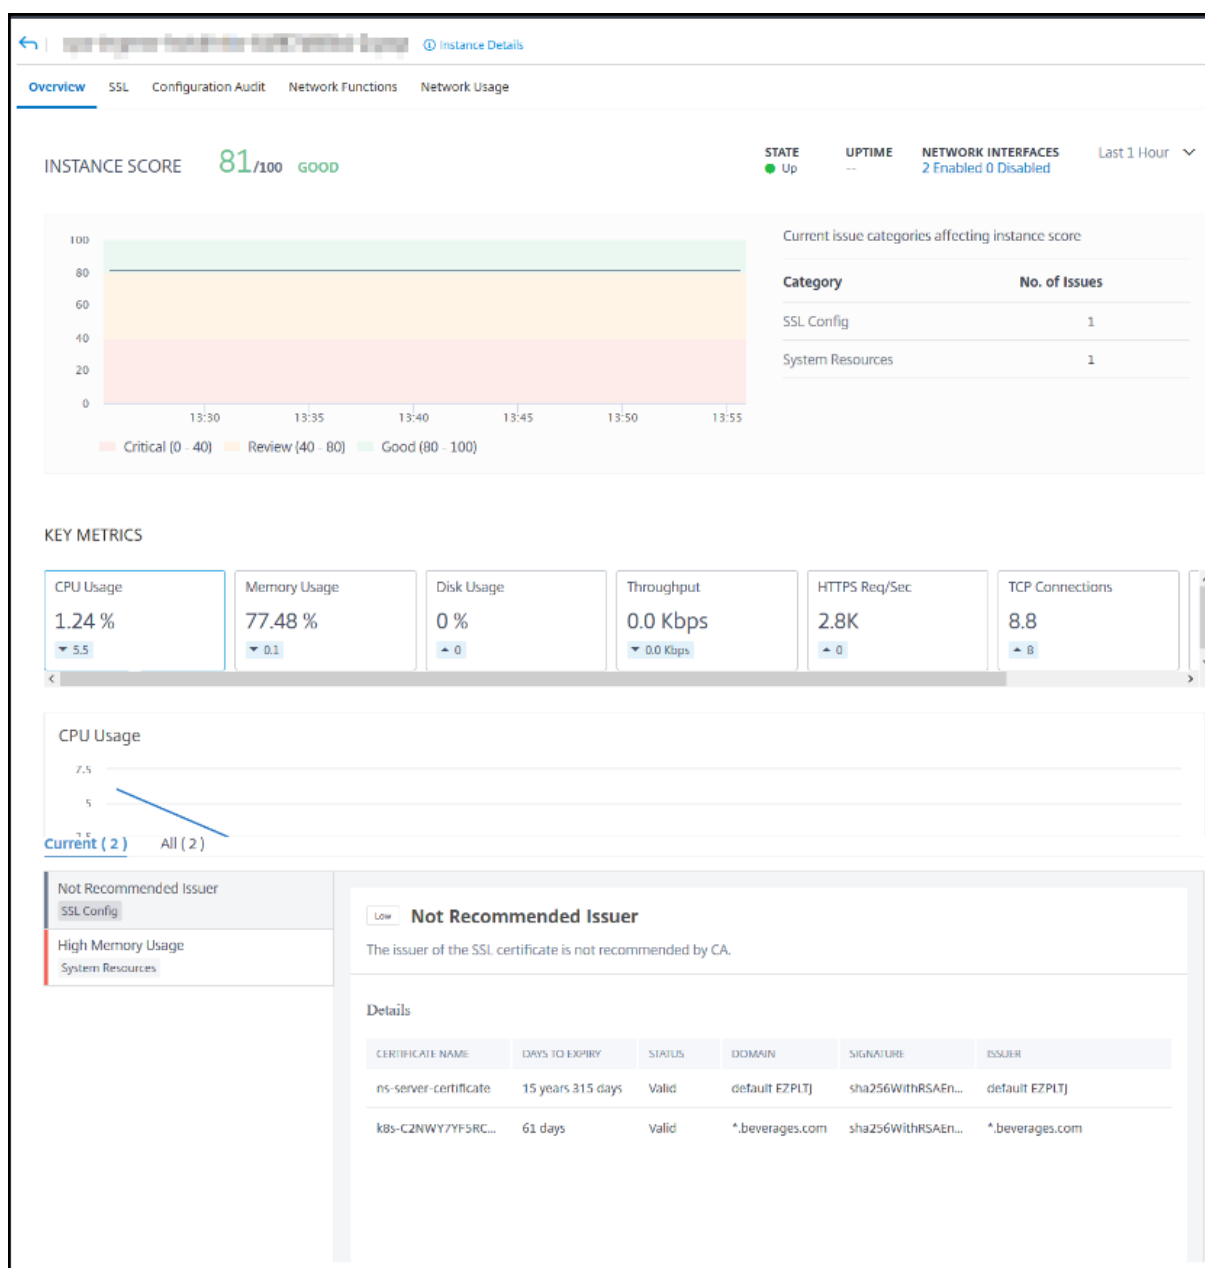 Instance Details
Overview SSL Configuration Audit Network Functions Network Usage
INSTANCE SCORE 81/100 GOOD
STATE UPTIME NETWORK INTERFACES Last 1 Hour
Up -- 2 Enabled 0 Disabled
Current issue categories affecting instance score
Category No. of Issues
SSL Config 1
System Resources 1
100
80
60
40
20
0
13:30 13:35 13:40 13:45 13:50 13:55
Critical (0 - 40) Review (40 - 80) Good (80 - 100)
KEY METRICS
CPU Usage Memory Usage Disk Usage Throughput HTTPS Req/Sec TCP Connections
1.24 % 77.48 % 0 % 0.0 Kbps 2.8K 8.8
5.5 0.1 0 0.0 Kbps 0 8
CPU Usage
7.5
5
Current ( 2 ) All ( 2 )
Not Recommended Issuer
SSL Config
High Memory Usage
System Resources
Low Not Recommended Issuer
The issuer of the SSL certificate is not recommended by CA.
Details
CERTIFICATE NAME DAYS TO EXPIRY STATUS DOMAIN SIGNATURE ISSUER
ns-server-certificate 15 years 315 days Valid default EZPLTJ sha256WithRSAEn... default EZPLTJ
k8s-C2NWY7YF5RC... 61 days Valid *.beverages.com sha256WithRSAEn... *.beverages.com